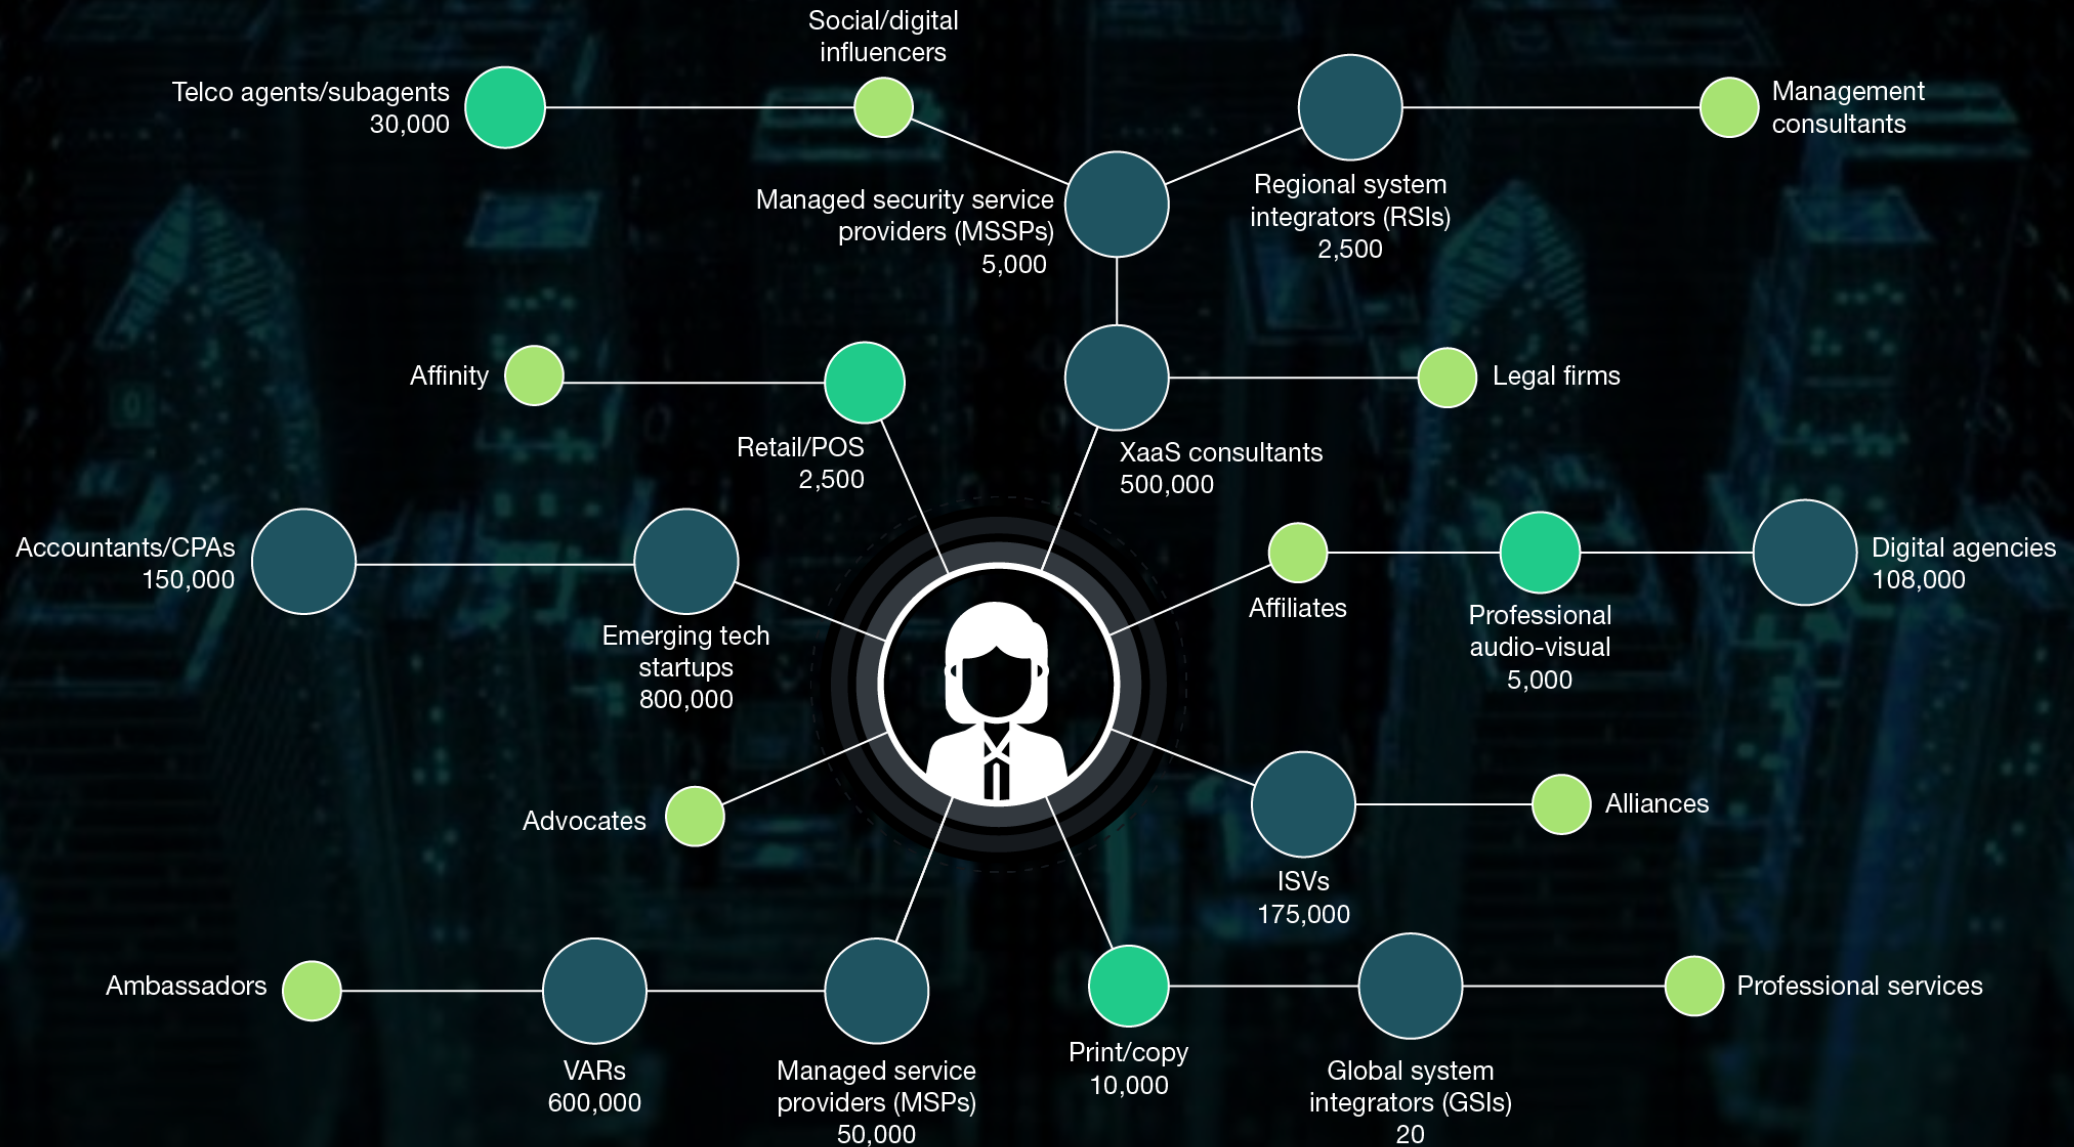 Social/digital
influencers
Telco agents/subagents
30,000
Management
consultants
Managed security service
providers (MSSPs)
5,000
Regional system
integrators (RSIs)
2,500
Affinity
Retail/POS
2,500
Legal firms
XaaS consultants
500,000
Accountants/CPAs
150,000
Emerging tech
startups
800,000
Affiliates
Professional
audio-visual
5,000
Digital agencies
108,000
Advocates
ISVs
175,000
Alliances
Ambassadors
VARs
600,000
Managed service
providers (MSPs)
50,000
Print/copy
10,000
Global system
integrators (GSIs)
20
Professional services